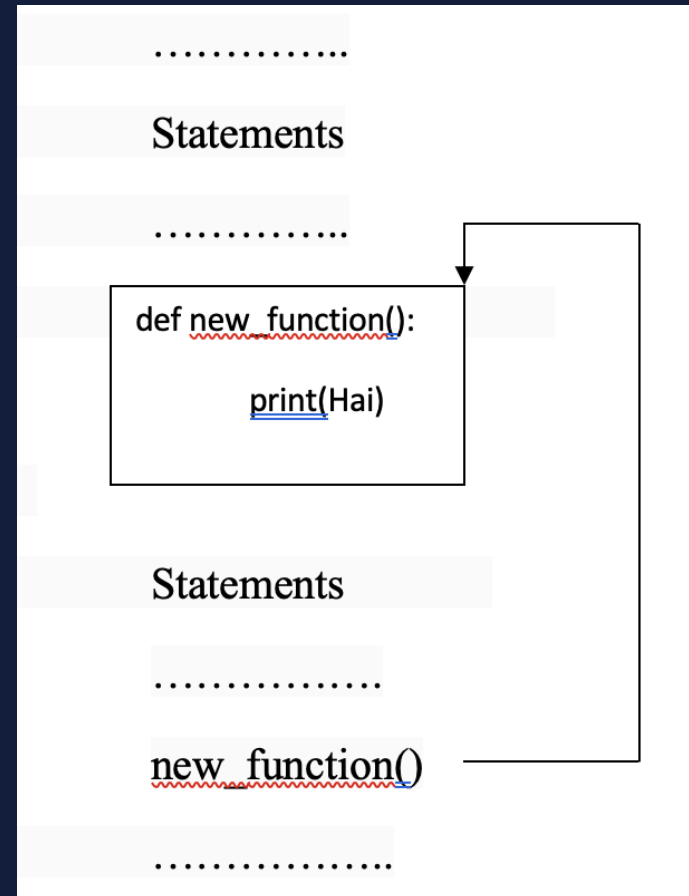 …………..
Statements
…………..
def new_function():
print(Hai)
Statements
…………….
new_function()
……………..